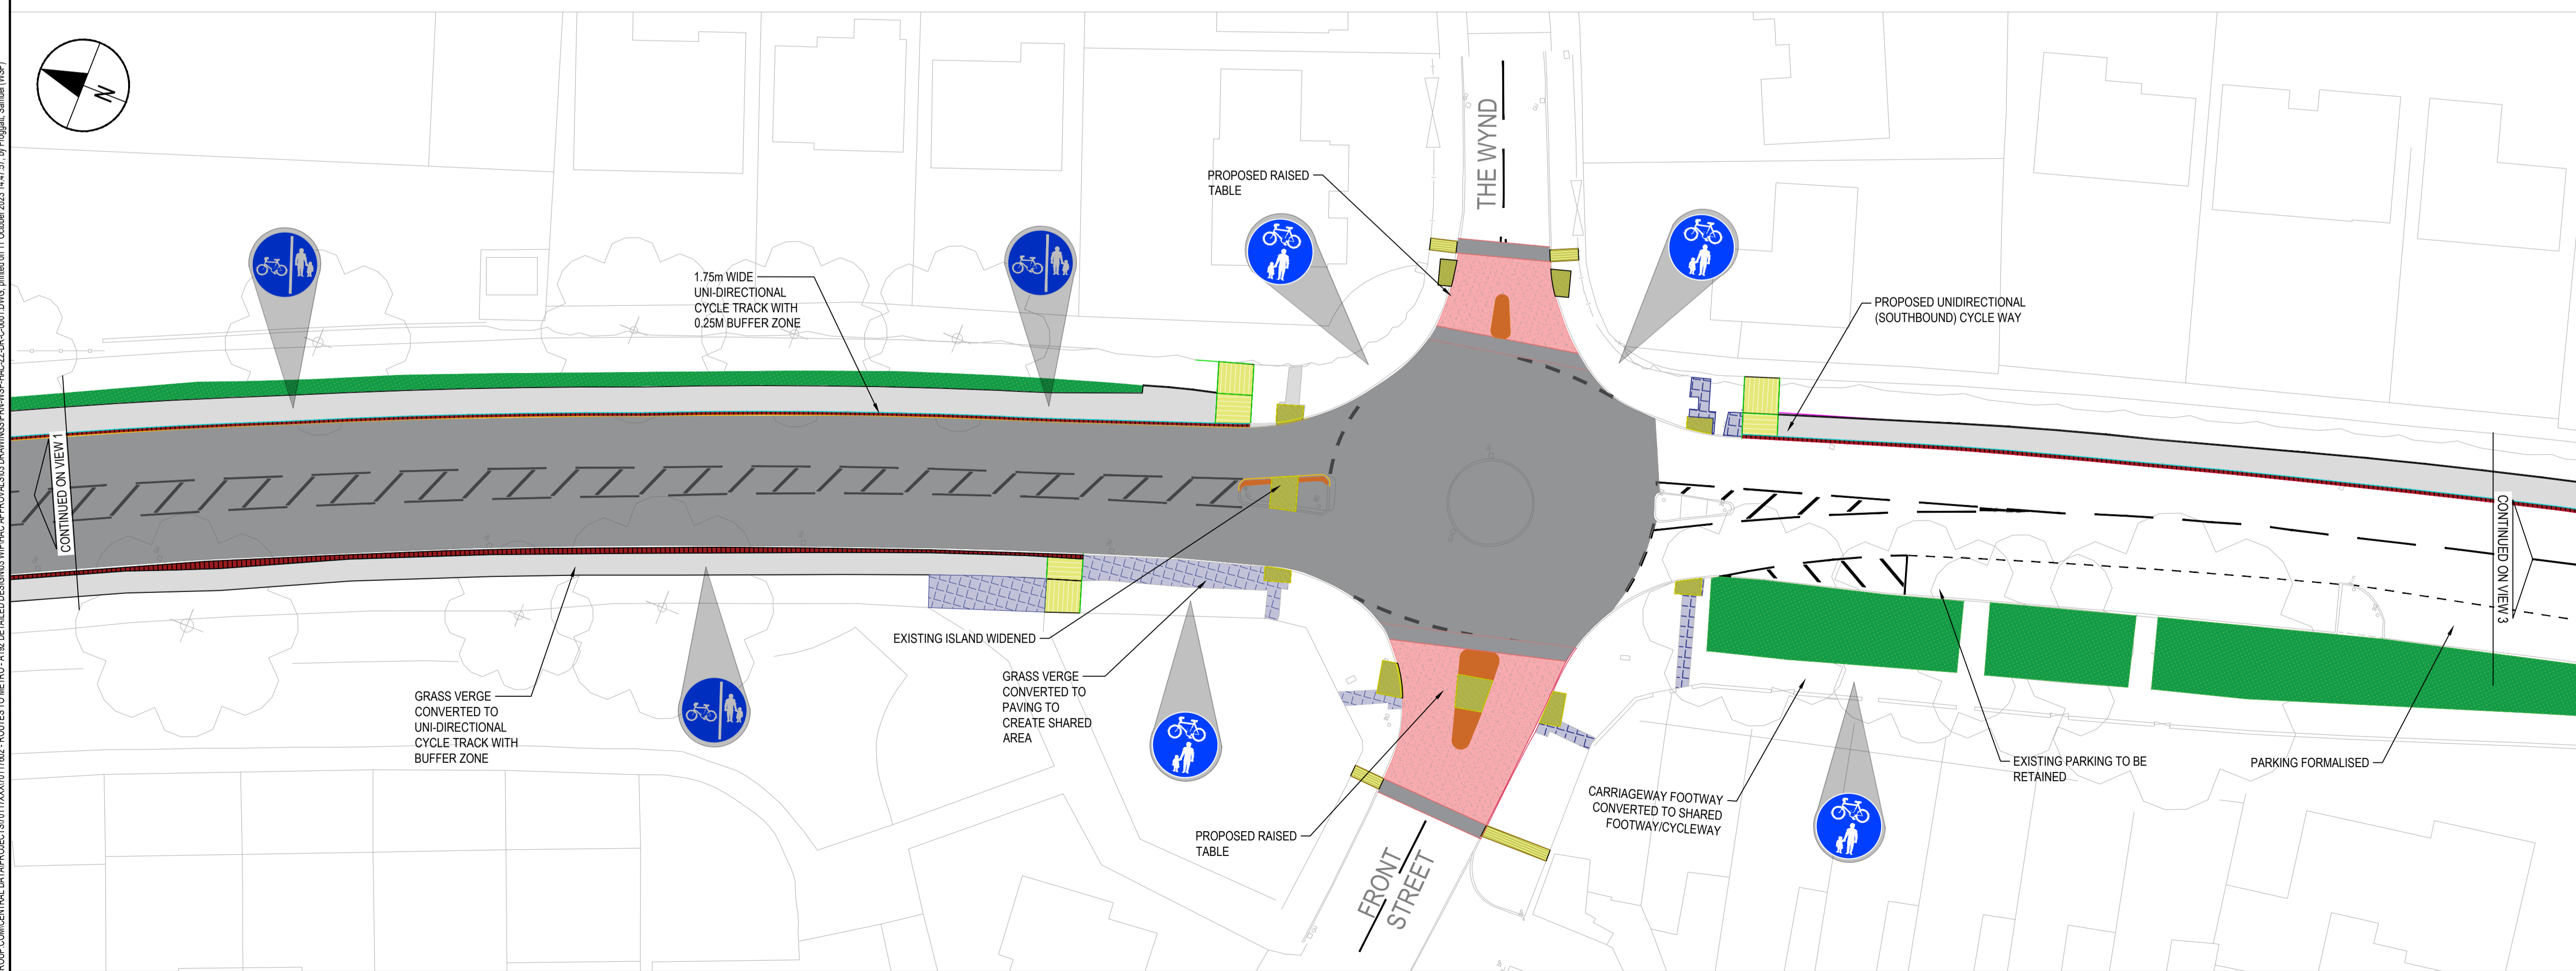 N
THE WYND
PROPOSED RAISED
TABLE
1.75m WIDE
UNI-DIRECTIONAL
CYCLE TRACK WITH
0.25M BUFFER ZONE
PROPOSED UNIDIRECTIONAL
(SOUTHBOUND) CYCLE WAY
CONTINUED ON VIEW 1
CONTINUED ON VIEW 3
EXISTING ISLAND WIDENED
GRASS VERGE
CONVERTED TO
UNI-DIRECTIONAL
CYCLE TRACK WITH
BUFFER ZONE
GRASS VERGE
CONVERTED TO
PAVING TO
CREATE SHARED
AREA
PROPOSED RAISED
TABLE
FRONT
STREET
CARRIAGEWAY FOOTWAY
CONVERTED TO SHARED
FOOTWAY/CYCLEWAY
EXISTING PARKING TO BE
RETAINED
PARKING FORMALISED